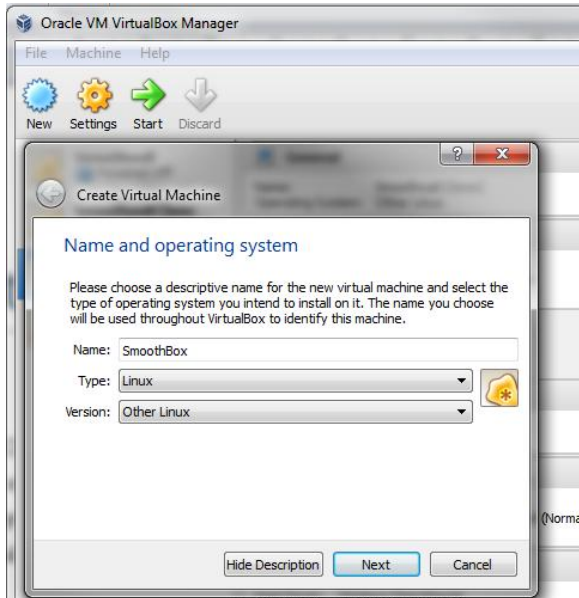 Oracle VM VirtualBox Manager
File Machine Help
New Settings Start Discard
Create Virtual Machine
Name and operating system
Please choose a descriptive name for the new virtual machine and select the
type of operating system you intend to install on it. The name you choose
will be used throughout VirtualBox to identify this machine.
Name: SmoothBox
Type: Linux
Version: Other Linux
(Norma
Hide Description Next Cancel